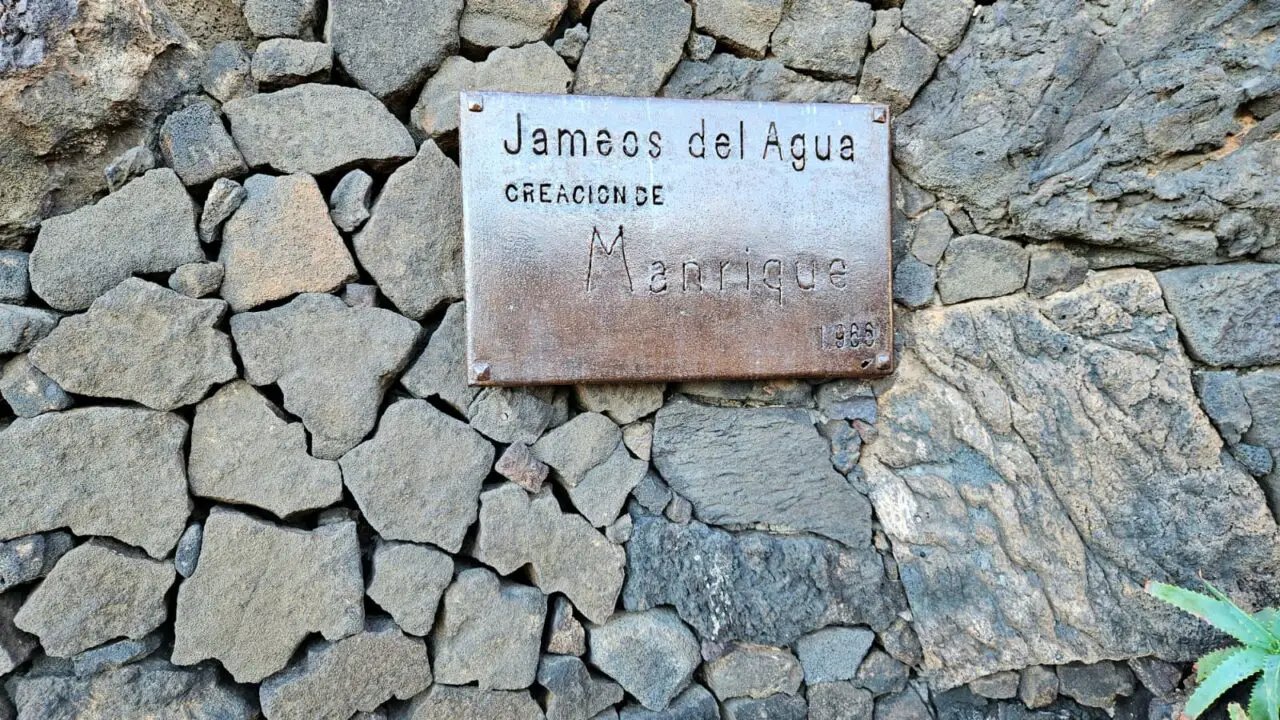 Jameos del Agua
CREACION DE
Manrique
1966